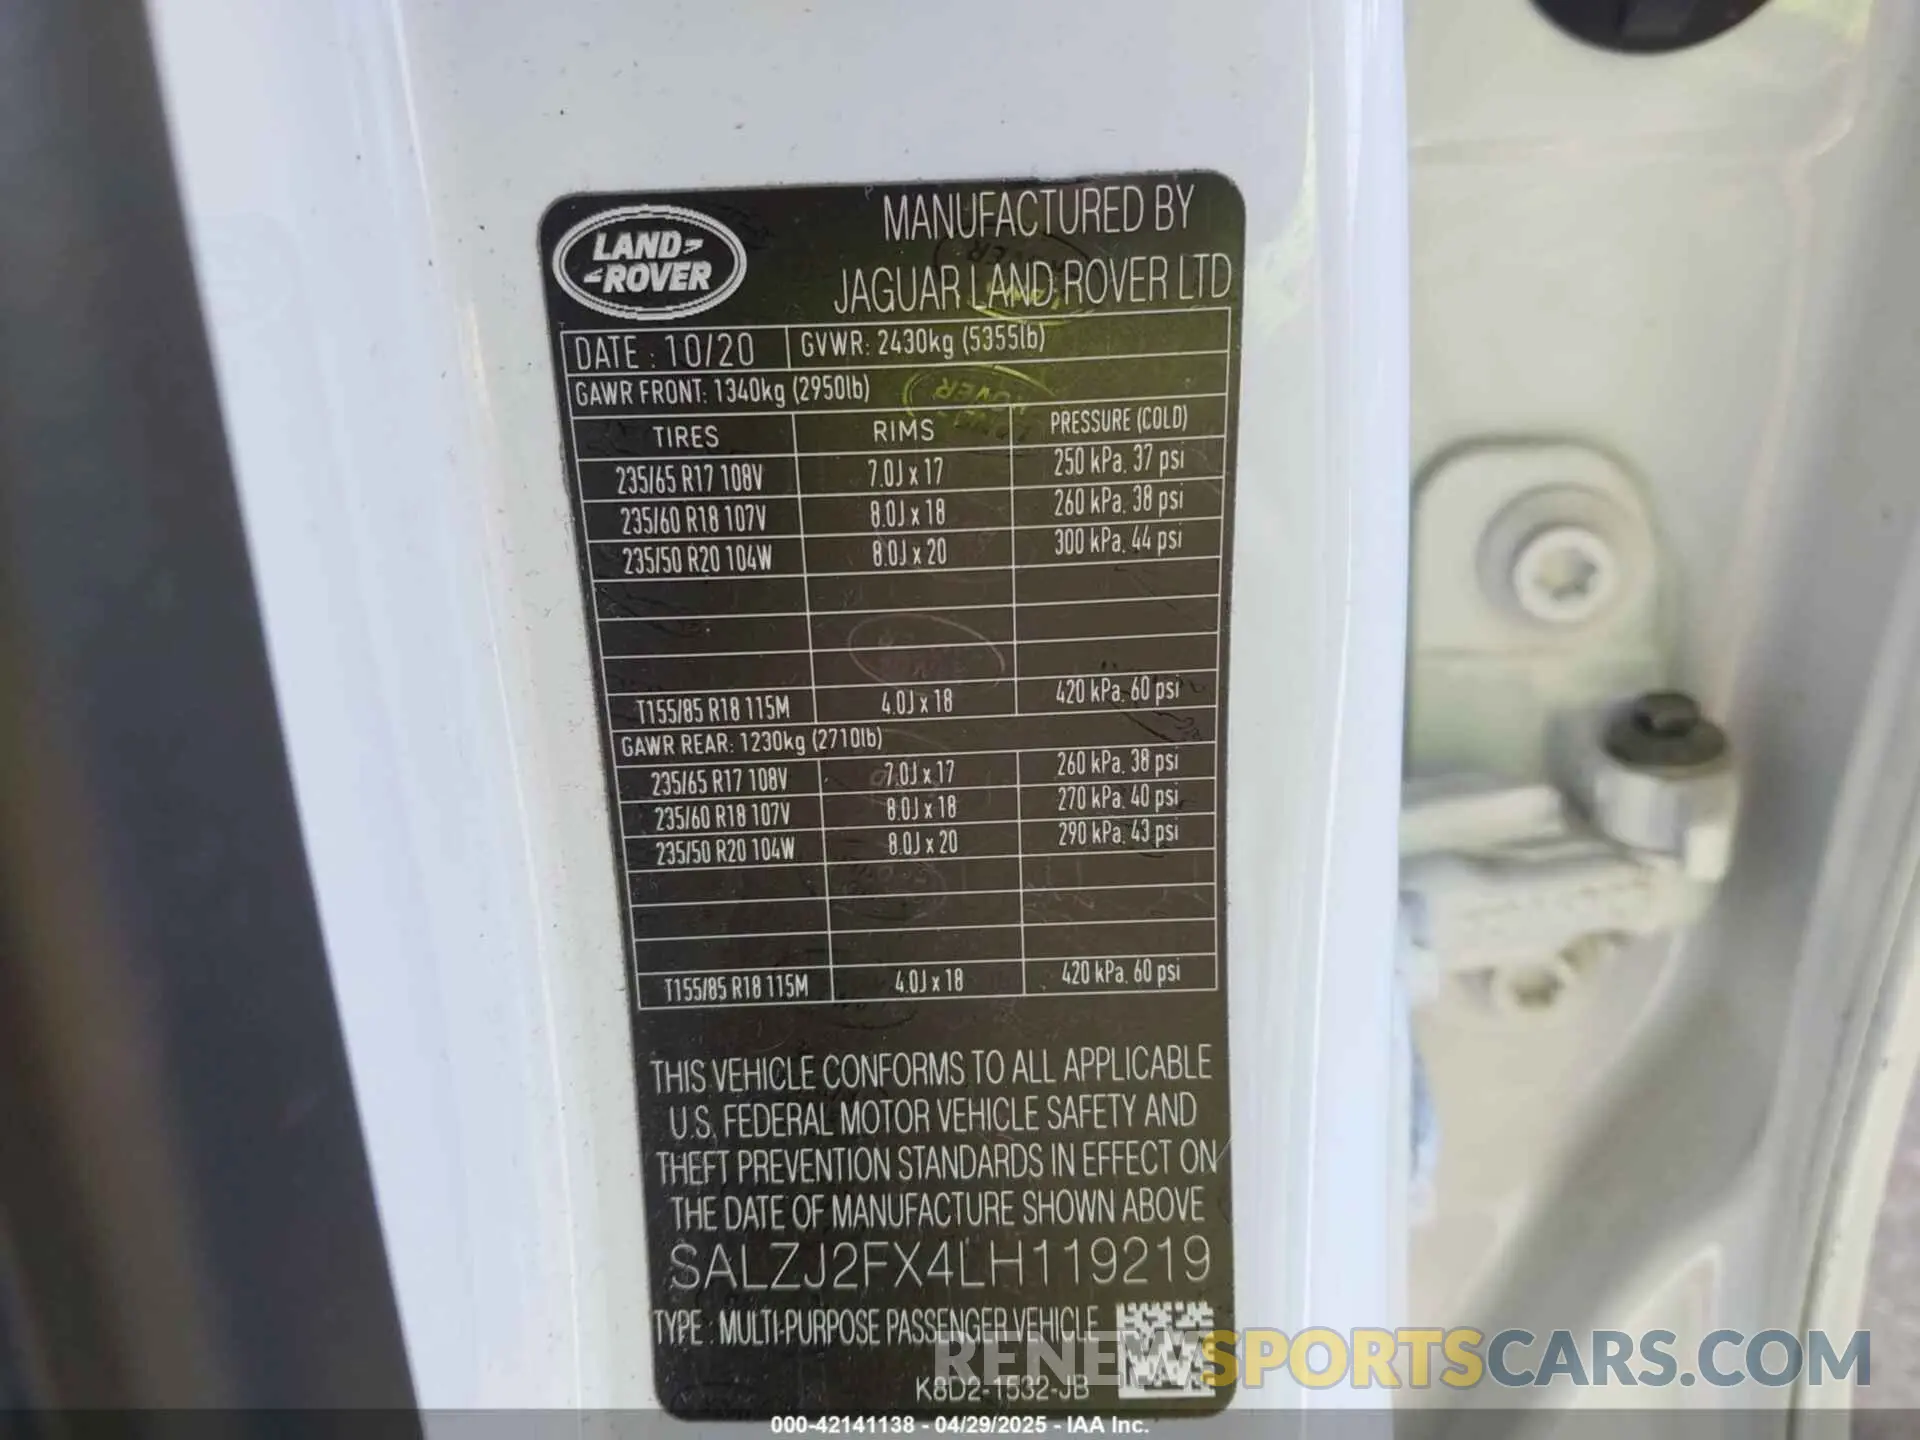 LAND
ROVER
MANUFACTURED BY
JAGUAR LAND ROVER LTD
DATE : 10/20
GVWR: 2430kg (5355lb)
GAWR FRONT: 1340kg (2950lb)
TIRES RIMS PRESSURE (COLD)
235/65 R17 108V 7.0J x 17 250 kPa. 37 psi
235/60 R18 107V 8.0J x 18 260 kPa. 38 psi
235/50 R20 104W 8.0J x 20 300 kPa. 44 psi
T155/85 R18 115M 4.0J x 18 420 kPa. 60 psi
GAWR REAR: 1230kg (2710lb)
235/65 R17 108V 7.0J x 17 260 kPa. 38 psi
235/60 R18 107V 8.0J x 18 270 kPa. 40 psi
235/50 R20 104W 8.0J x 20 290 kPa. 43 psi
T155/85 R18 115M 4.0J x 18 420 kPa. 60 psi
THIS VEHICLE CONFORMS TO ALL APPLICABLE
U.S. FEDERAL MOTOR VEHICLE SAFETY AND
THEFT PREVENTION STANDARDS IN EFFECT ON
THE DATE OF MANUFACTURE SHOWN ABOVE
SALZJ2FX4LH119219
TYPE : MULTI-PURPOSE PASSENGER VEHICLE
K8D2-1532-JB
RENEWSPORTSCARS.COM
000-42141138 - 04/29/2025 - IAA Inc.